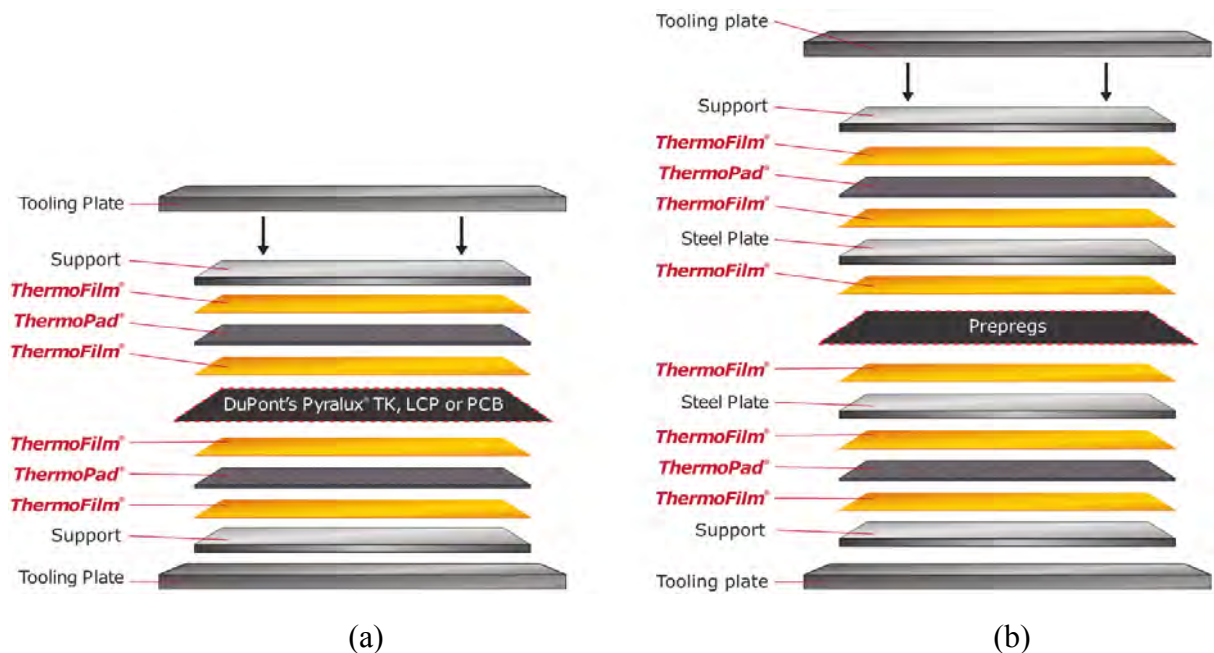 Tooling Plate
Support
ThermoFilm®
ThermoPad®
ThermoFilm®
DuPont's Pyralux® TK, LCP or PCB
ThermoFilm®
ThermoPad®
ThermoFilm®
Support
Tooling Plate
(a)
Tooling plate
Support
ThermoFilm®
ThermoPad®
ThermoFilm®
Steel Plate
ThermoFilm®
Prepregs
ThermoFilm®
Steel Plate
ThermoFilm®
ThermoPad®
ThermoFilm®
Support
Tooling plate
(b)